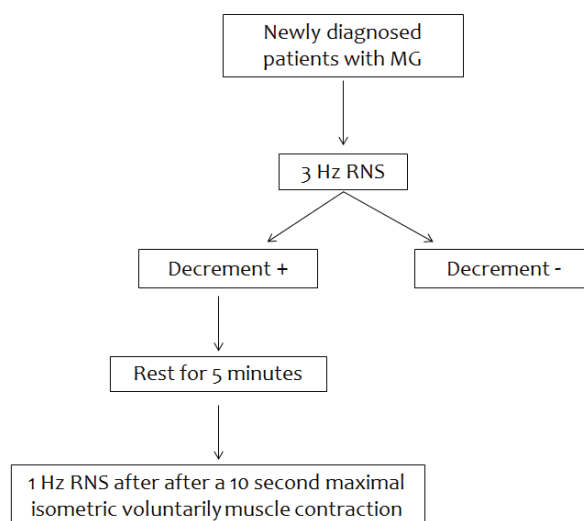 Newly diagnosed
patients with MG
3 Hz RNS
Decrement +
Decrement -
Rest for 5 minutes
1 Hz RNS after after a 10 second maximal
isometric voluntarily muscle contraction